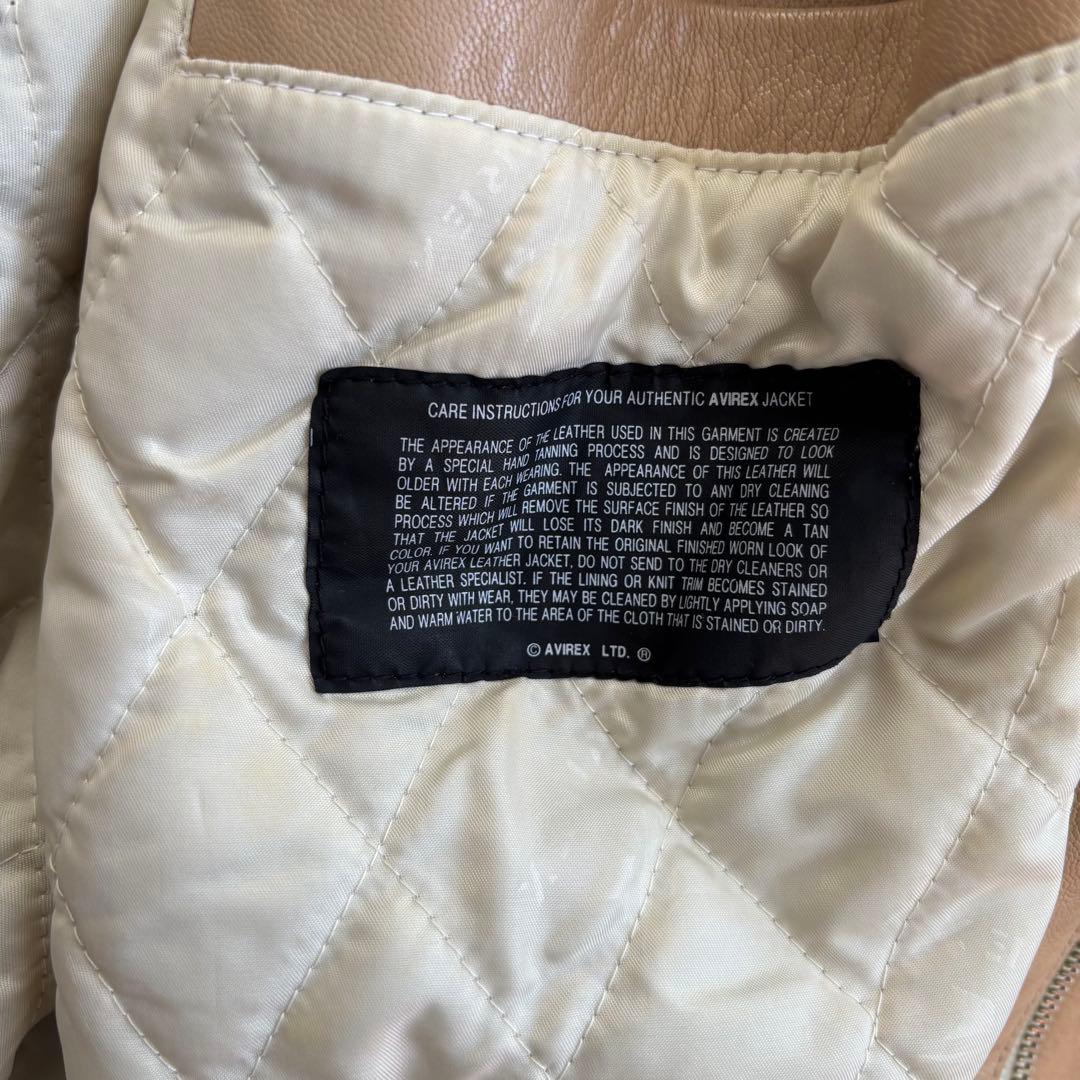 CARE INSTRUCTIONS FOR YOUR AUTHENTIC AVIREX JACKET
THE APPEARANCE OF THE LEATHER USED IN THIS GARMENT IS CREATED
BY A SPECIAL HAND TANNING PROCESS AND IS DESIGNED TO LOOK
OLDER WITH EACH WEARING. THE APPEARANCE OF THIS LEATHER WILL
BE ALTERED IF THE GARMENT IS SUBJECTED TO ANY DRY CLEANING
PROCESS WHICH WILL REMOVE THE SURFACE FINISH OF THE LEATHER SO
THAT THE JACKET WILL LOSE ITS DARK FINISH AND BECOME A TAN
COLOR. IF YOU WANT TO RETAIN THE ORIGINAL FINISHED WORN LOOK OF
YOUR AVIREX LEATHER JACKET, DO NOT SEND TO THE DRY CLEANERS OR
A LEATHER SPECIALIST. IF THE LINING OR KNIT TRIM BECOMES STAINED
OR DIRTY WITH WEAR, THEY MAY BE CLEANED BY LIGHTLY APPLYING SOAP
AND WARM WATER TO THE AREA OF THE CLOTH THAT IS STAINED OR DIRTY.
© AVIREX LTD. ®